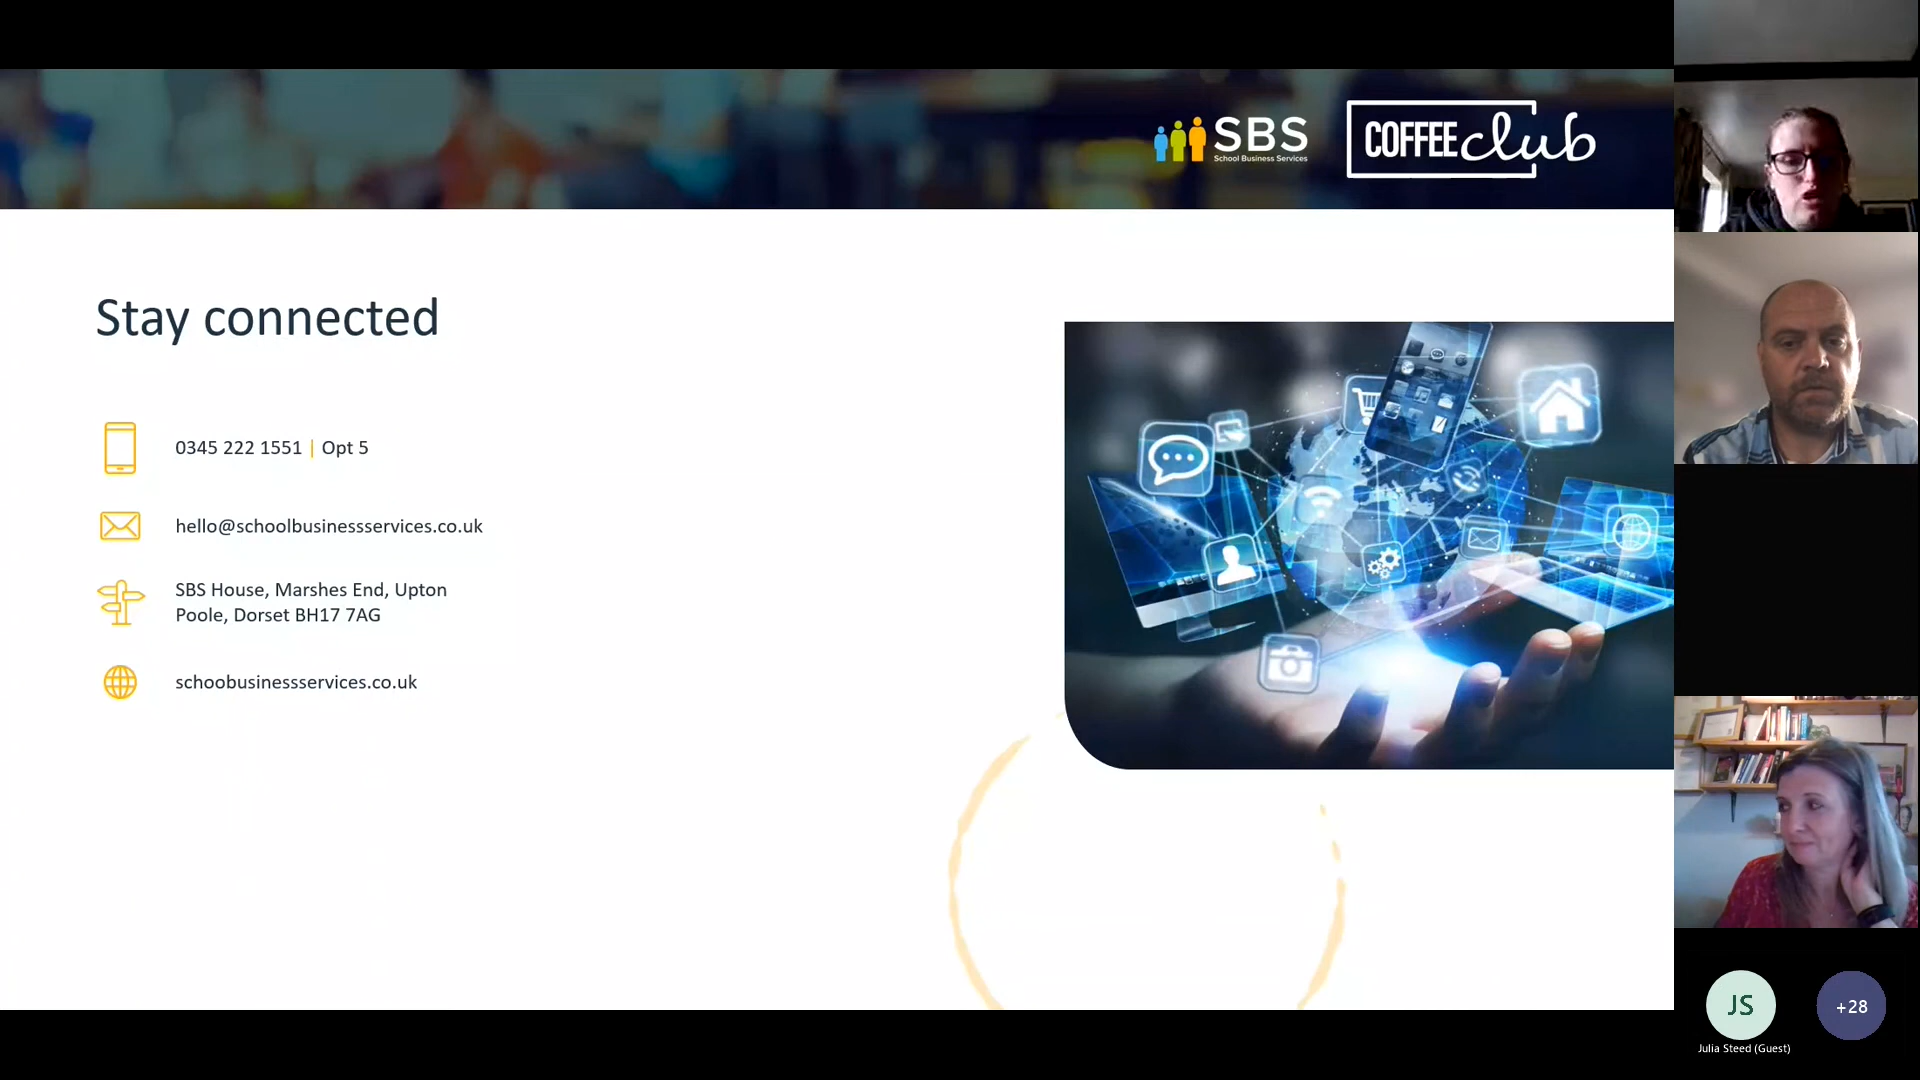 SBS
School Business Services
COFFEE club
Stay connected
0345 222 1551 | Opt 5
hello@schoolbusinessservices.co.uk
SBS House, Marshes End, Upton
Poole, Dorset BH17 7AG
schoobusinessservices.co.uk
JS
+28
Julia Steed (Guest)